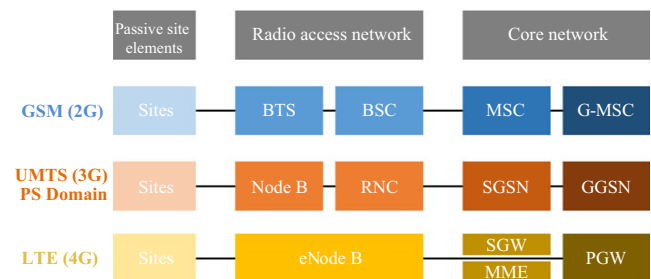 Passive site
elements
Radio access network
Core network
GSM (2G)
Sites
BTS
BSC
MSC
G-MSC
UMTS (3G)
PS Domain
Sites
Node B
RNC
SGSN
GGSN
LTE (4G)
Sites
eNode B
SGW
MME
PGW